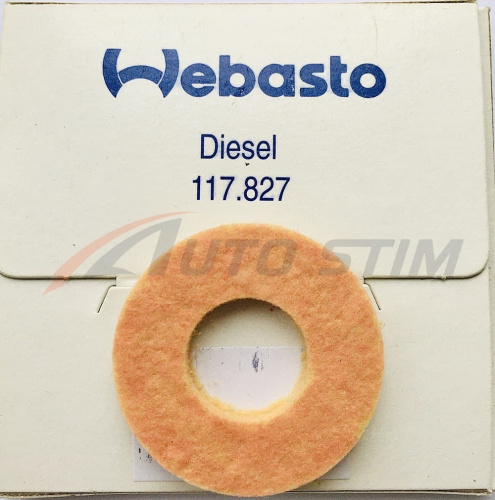 Webasto
Diesel
117.827
AUTO STIM